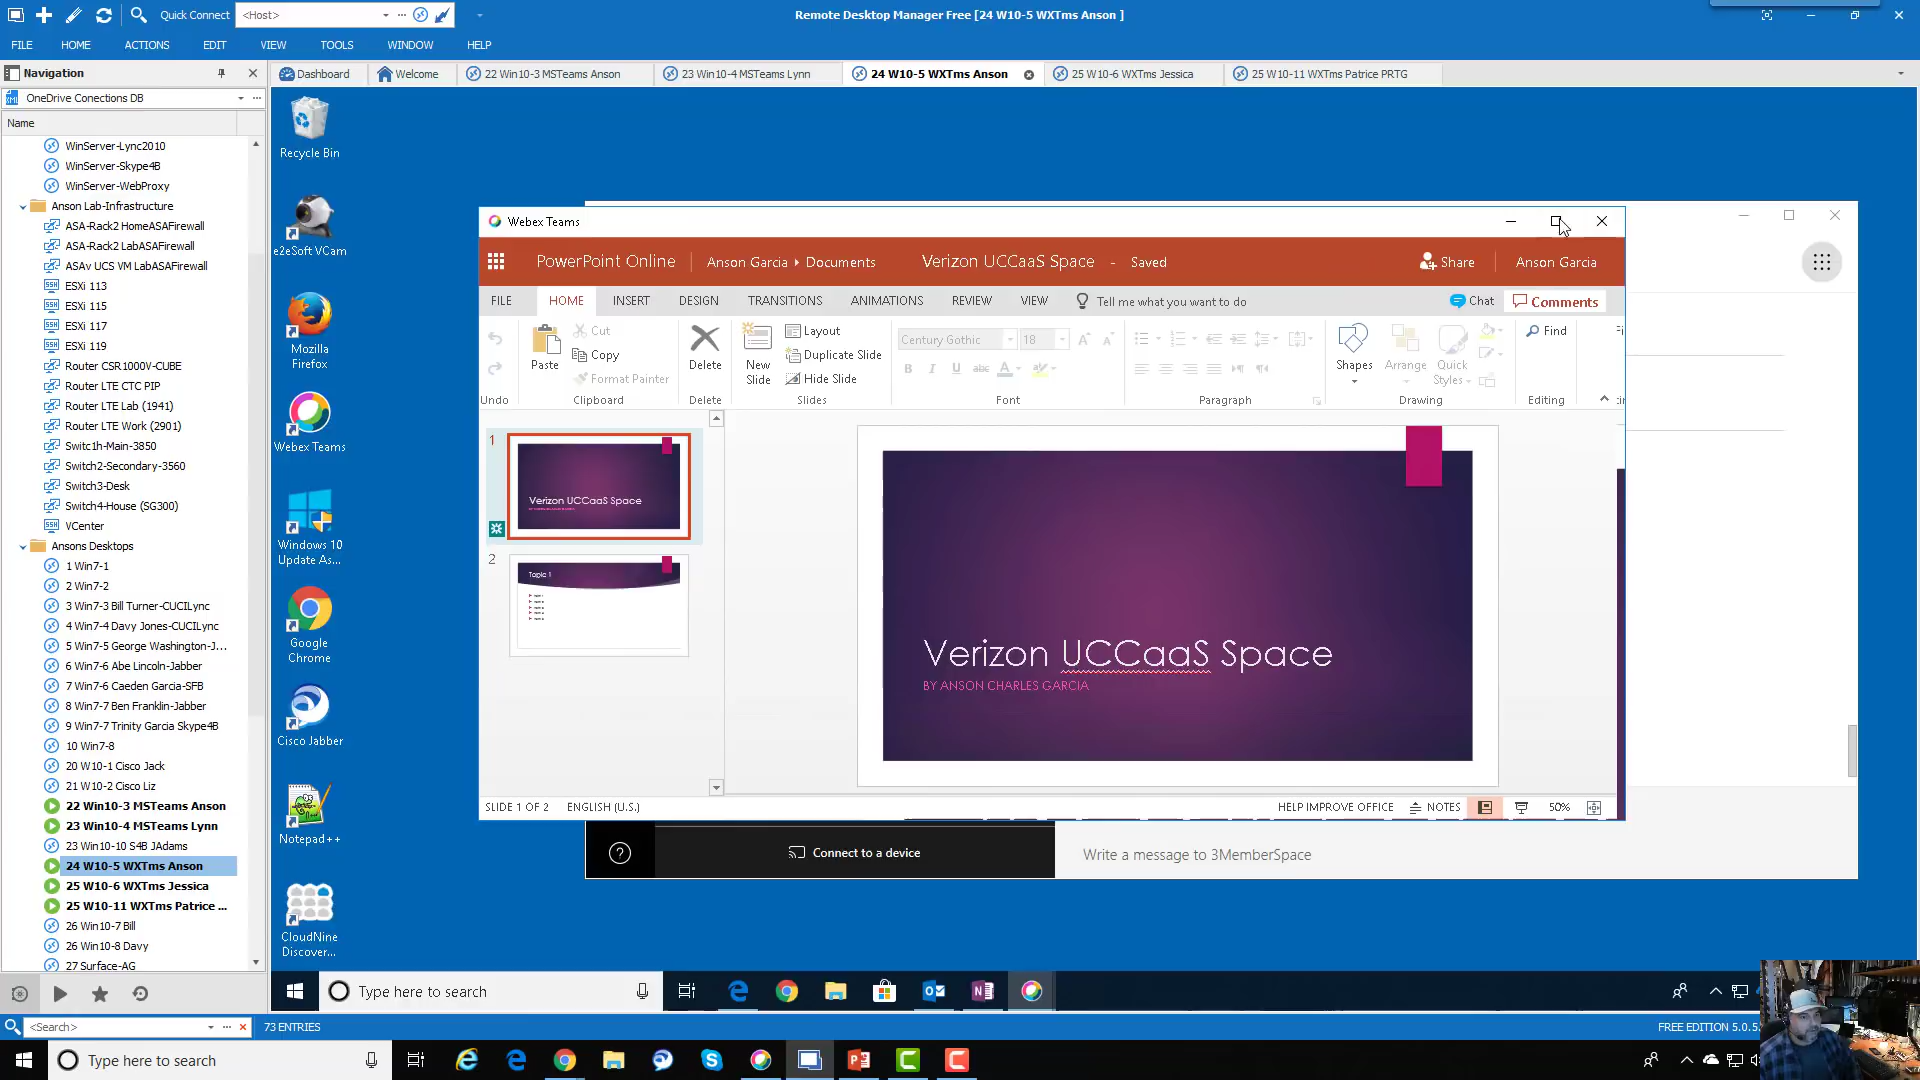 Quick Connect
<Host>
Remote Desktop Manager Free [24 W10-5 WXTms Anson ]
FILE
HOME
ACTIONS
EDIT
VIEW
TOOLS
WINDOW
HELP
Navigation
Dashboard
Welcome
22 Win10-3 MSTeams Anson
23 Win10-4 MSTeams Lynn
24 W10-5 WXTms Anson
25 W10-6 WXTms Jessica
25 W10-11 WXTms Patrice PRTG
OneDrive Conections DB
Name
WinServer-Lync2010
WinServer-Skype4B
WinServer-WebProxy
Anson Lab-Infrastructure
ASA-Rack2 HomeASAFirewall
ASA-Rack2 LabASAFirewall
ASAv UCS VM LabASAFirewall
ESXi 113
ESXi 115
ESXi 117
ESXi 119
Router CSR1000V-CUBE
Router LTE CTC PIP
Router LTE Lab (1941)
Router LTE Work (2901)
Switc1h-Main-3850
Switch2-Secondary-3560
Switch3-Desk
Switch4-House (SG300)
VCenter
Ansons Desktops
1 Win7-1
2 Win7-2
3 Win7-3 Bill Turner-CUCILync
4 Win7-4 Davy Jones-CUCILync
5 Win7-5 George Washington-J...
6 Win7-6 Abe Lincoln-Jabber
7 Win7-6 Caeden Garcia-SFB
8 Win7-7 Ben Franklin-Jabber
9 Win7-7 Trinity Garcia Skype4B
10 Win7-8
20 W10-1 Cisco Jack
21 W10-2 Cisco Liz
22 Win10-3 MSTeams Anson
23 Win10-4 MSTeams Lynn
23 Win10-10 S4B JAdams
24 W10-5 WXTms Anson
25 W10-6 WXTms Jessica
25 W10-11 WXTms Patrice ...
26 Win10-7 Bill
26 Win10-8 Davy
27 Surface-AG
<Search>
73 ENTRIES
FREE EDITION 5.0.5.
Recycle Bin
e2eSoft VCam
Mozilla
Firefox
Webex Teams
Windows 10
Update As...
Google
Chrome
Cisco Jabber
Notepad++
CloudNine
Discover...
Webex Teams
PowerPoint Online
Anson Garcia
Documents
Verizon UCCaaS Space - Saved
Share
Anson Garcia
FILE
HOME
INSERT
DESIGN
TRANSITIONS
ANIMATIONS
REVIEW
VIEW
Tell me what you want to do
Chat
Comments
Undo
Paste
Cut
Copy
Format Painter
Clipboard
Delete
Delete
New
Slide
Layout
Duplicate Slide
Hide Slide
Slides
Century Gothic
18
B I U abc A
Font
Paragraph
Shapes
Arrange
Quick
Styles
Drawing
Find
Editing
1
Verizon UCCaaS Space
2
Topic 1
Verizon UCCaaS Space
BY ANSON CHARLES GARCIA
SLIDE 1 OF 2
ENGLISH (U.S.)
HELP IMPROVE OFFICE
NOTES
50%
Connect to a device
Write a message to 3MemberSpace
Type here to search
Type here to search